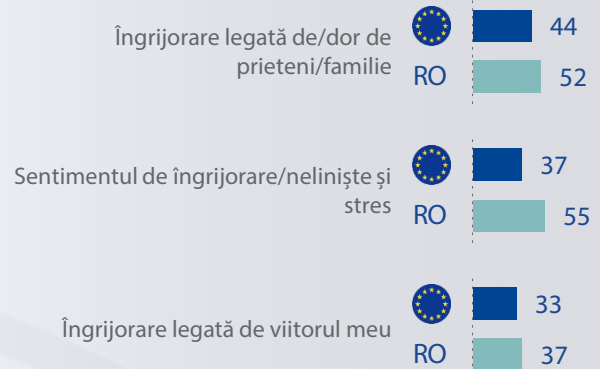 Îngrijorare legată de/dor de
prieteni/familie
44
RO 52
Sentimentul de îngrijorare/neliniște și
stres
37
RO 55
Îngrijorare legată de viitorul meu
33
RO 37